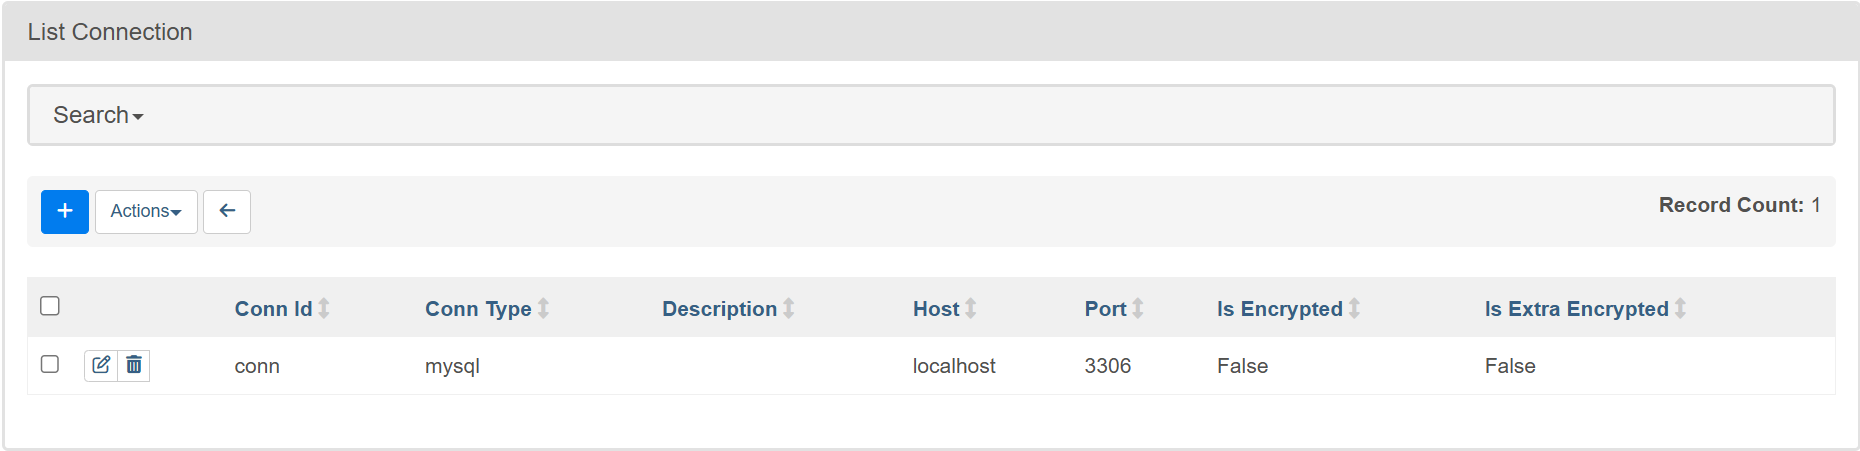 List Connection
Search
Actions
Record Count: 1
Conn Id Conn Type Description Host Port Is Encrypted Is Extra Encrypted
conn mysql localhost 3306 False False